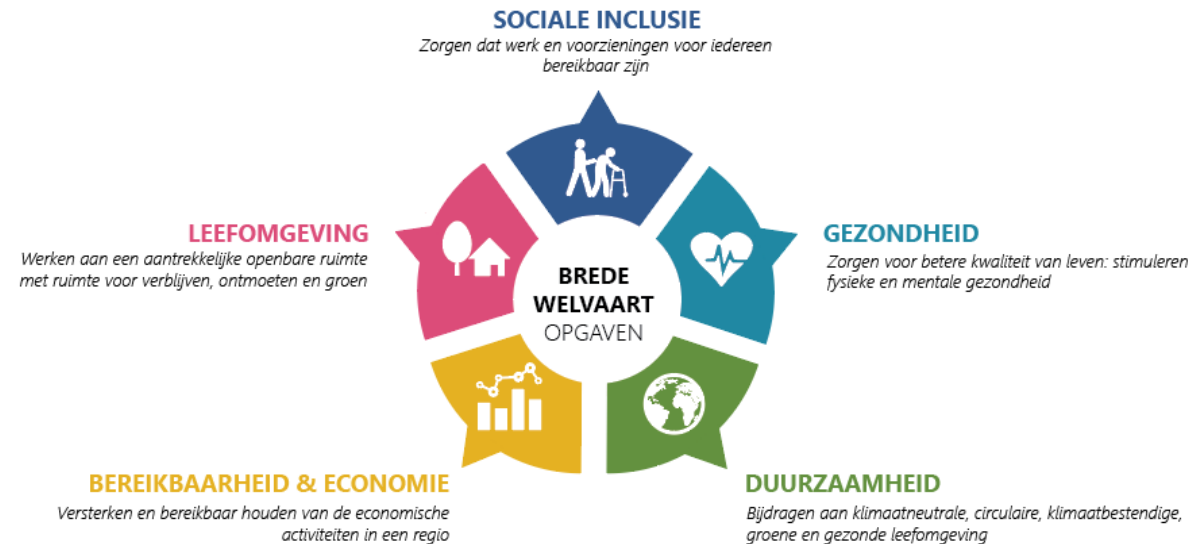 SOCIALE INCLUSIE
Zorgen dat werk en voorzieningen voor iedereen
bereikbaar zijn
LEEFOMGEVING
Werken aan een aantrekkelijke openbare ruimte
met ruimte voor verblijven, ontmoeten en groen
GEZONDHEID
Zorgen voor betere kwaliteit van leven: stimuleren
fysieke en mentale gezondheid
BREDE
WELVAART
OPGAVEN
BEREIKBAARHEID & ECONOMIE
Versterken en bereikbaar houden van de economische
activiteiten in een regio
DUURZAAMHEID
Bijdragen aan klimaatneutrale, circulaire, klimaatbestendige,
groene en gezonde leefomgeving